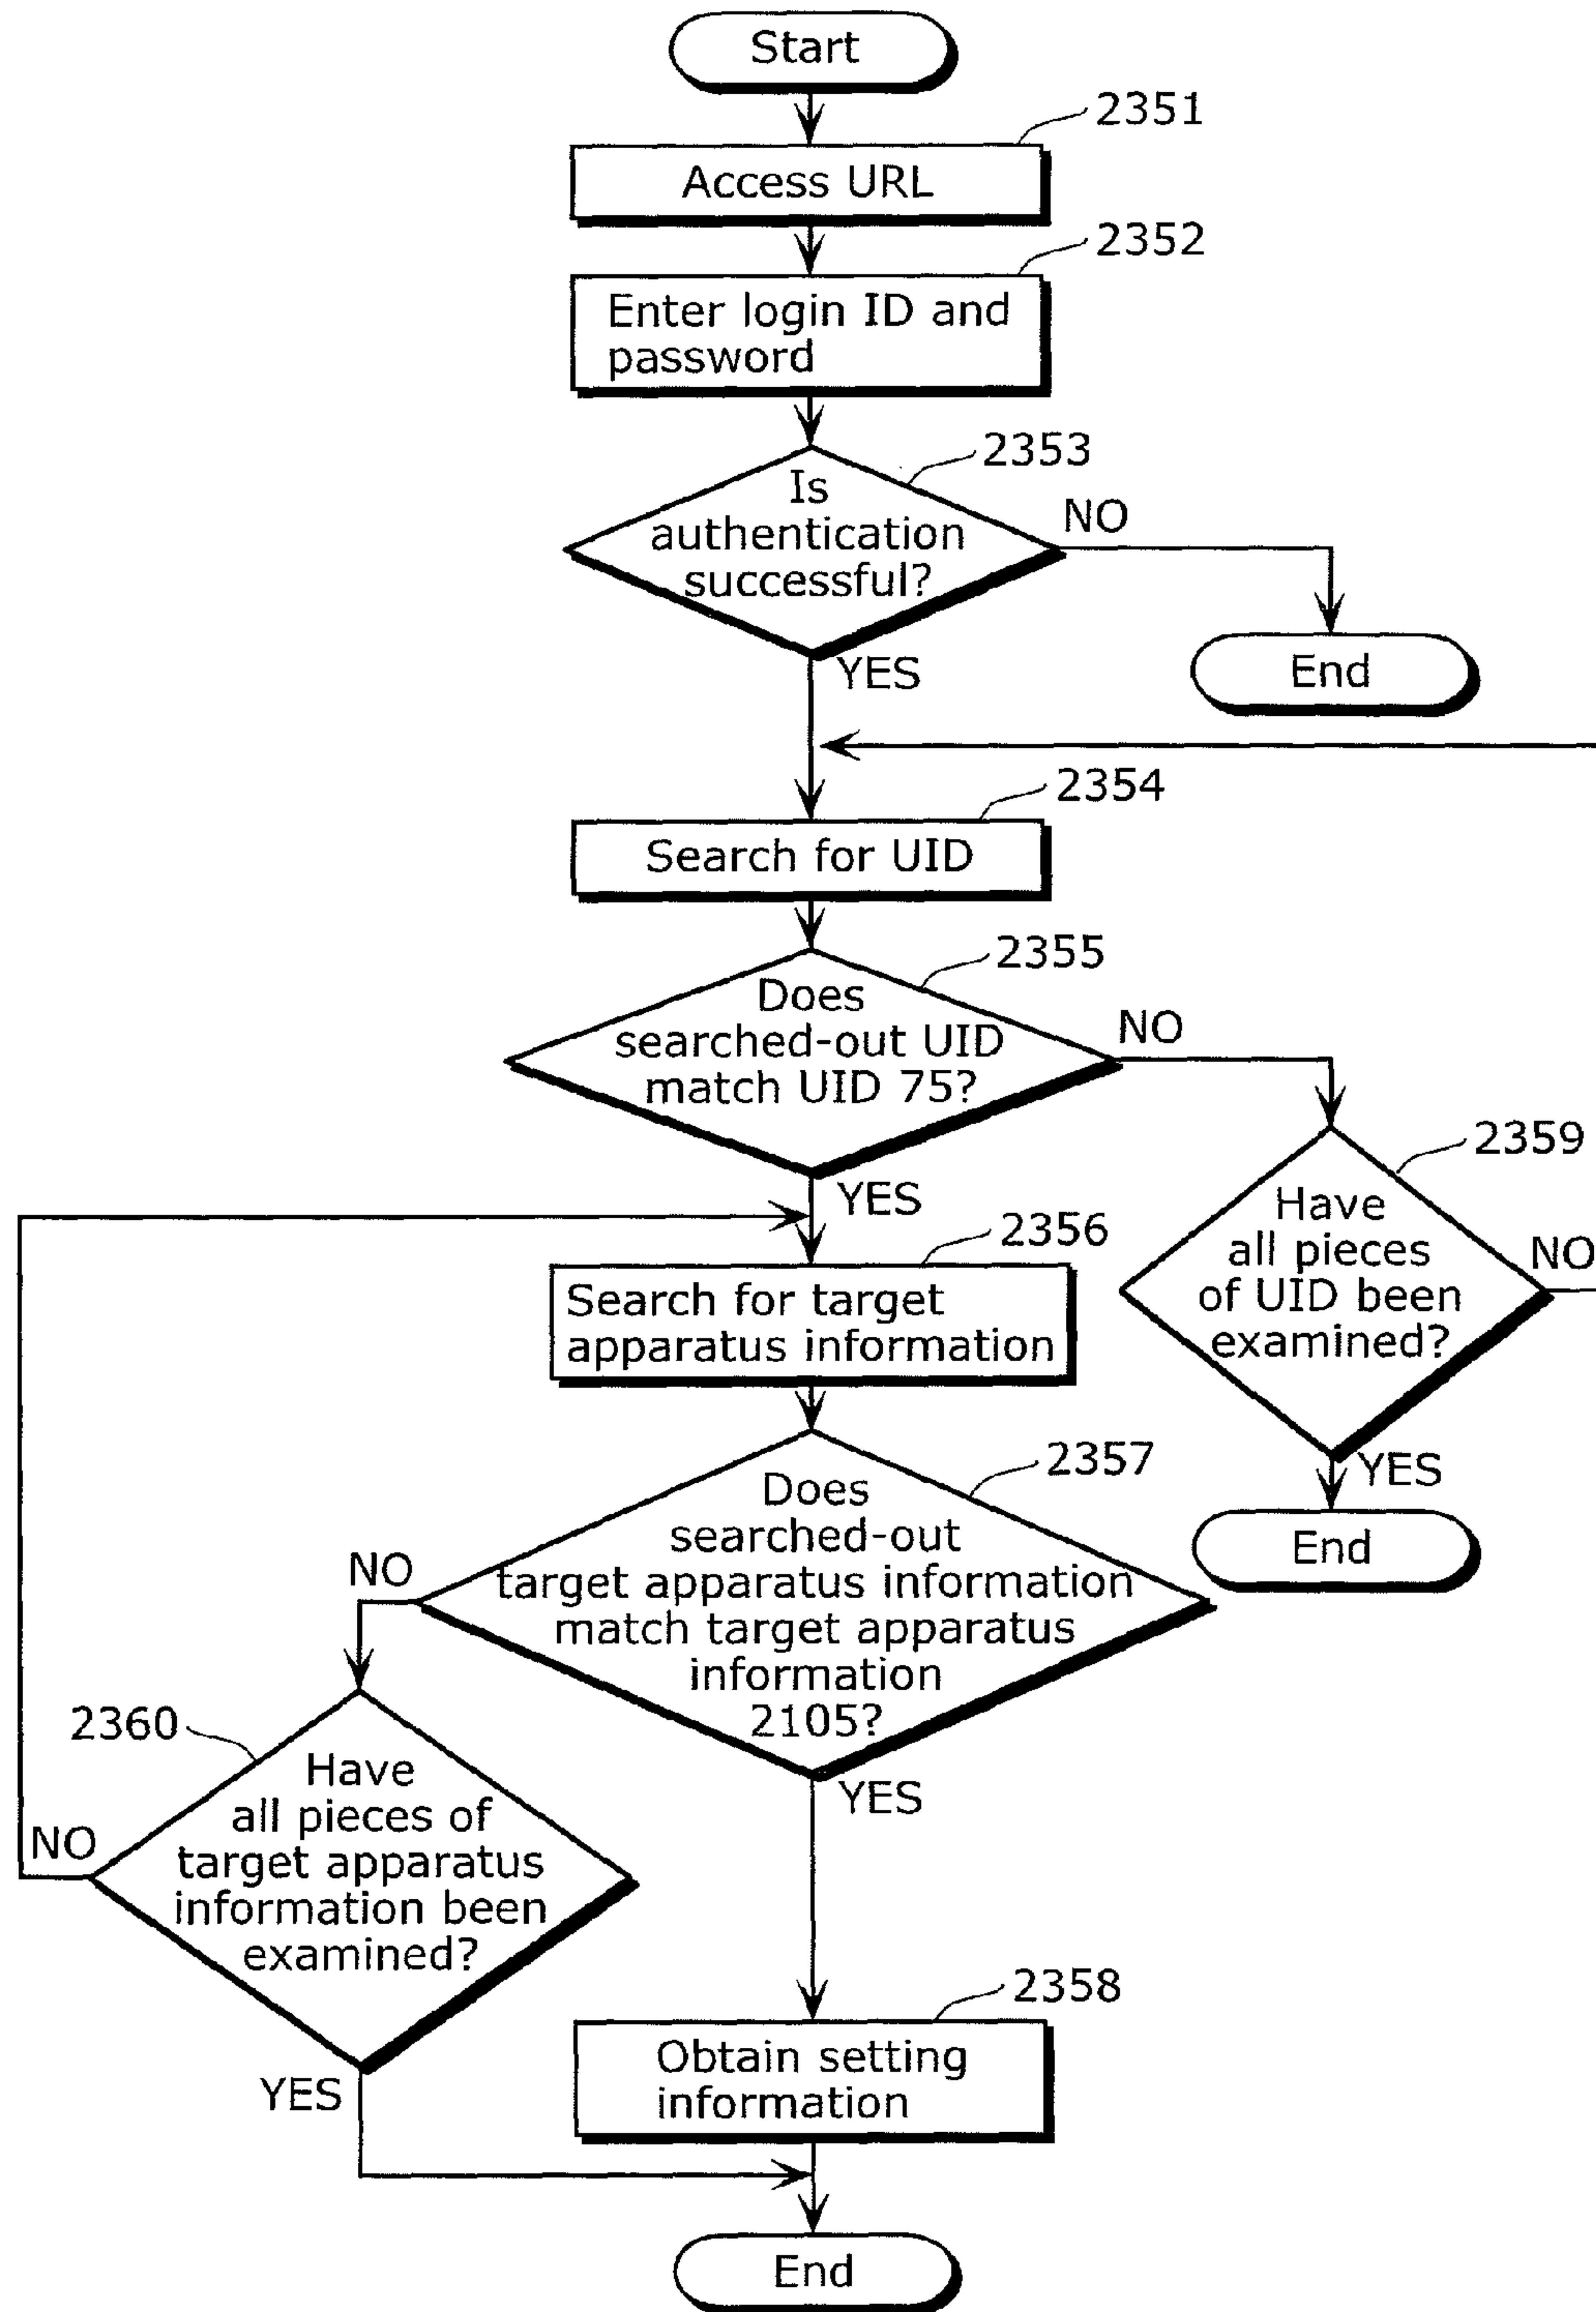 Start
2351
Access URL
2352
Enter login ID and
password
2353
Is
authentication
successful?
NO
End
YES
2354
Search for UID
2355
Does
searched-out UID
match UID 75?
NO
2359
Have
all pieces
of UID been
examined?
NO
YES
End
YES
2356
Search for target
apparatus information
2357
Does
searched-out
target apparatus information
match target apparatus
information
2105?
NO
2360
Have
all pieces of
target apparatus
information been
examined?
NO
YES
YES
2358
Obtain setting
information
End